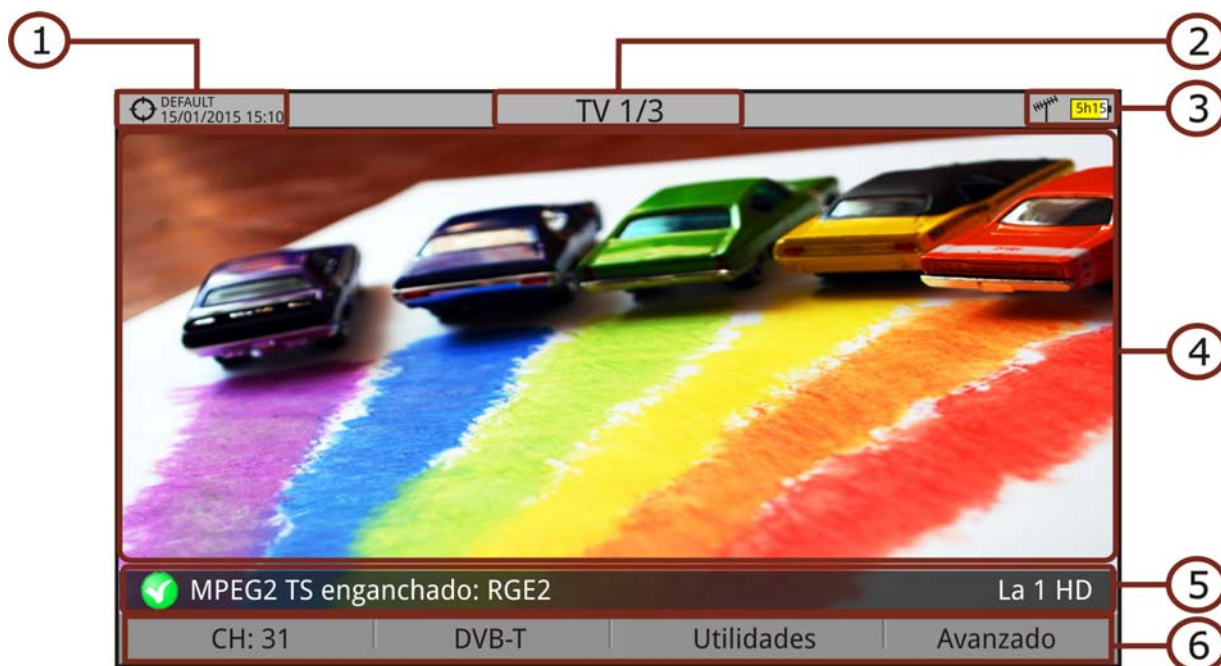 1
2
3
DEFAULT
15/01/2015 15:10
TV 1/3
5h15
4
MPEG2 TS enganchado: RGE2
La 1 HD
5
CH: 31
DVB-T
Utilidades
Avanzado
6